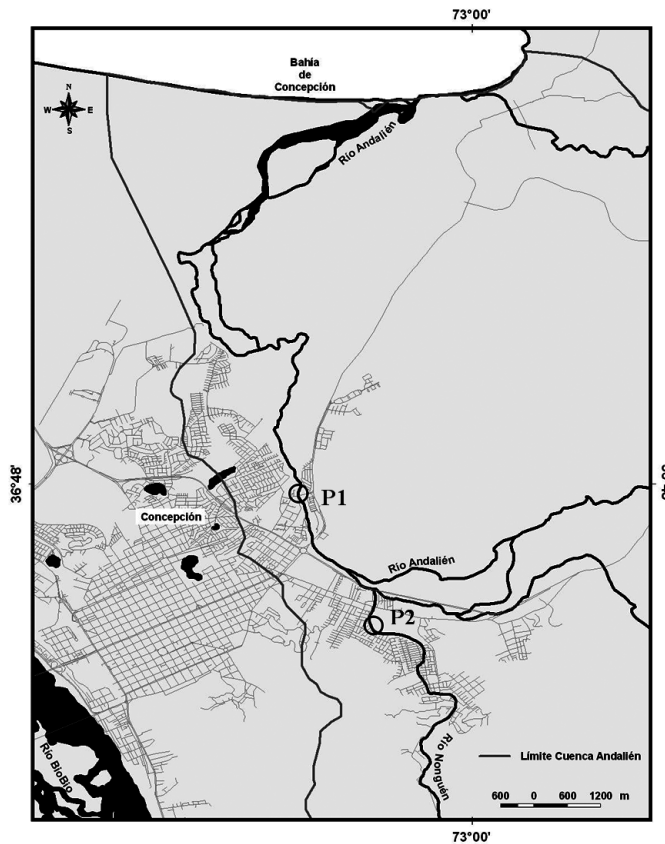 73°00'
Bahía
de
Concepción
N
W E
S
Río Andalién
36°48'
P1
Concepción
Río Andalién
P2
Río BioBio
Río Nonguén
Límite Cuenca Andalién
600 0 600 1200 m
73°00'